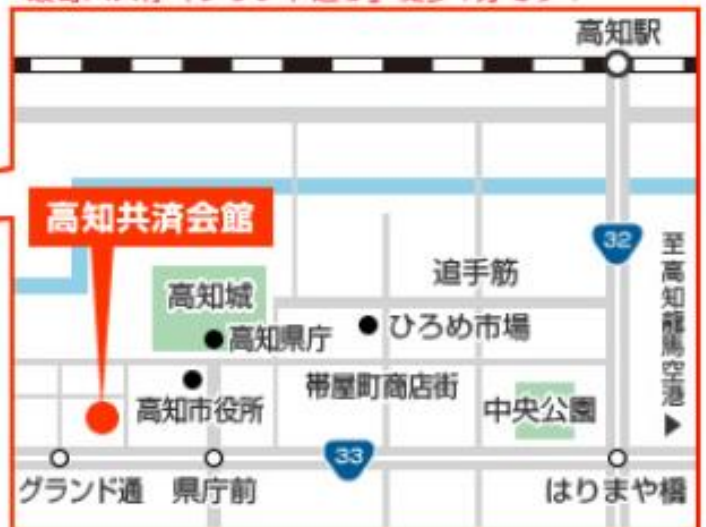 高知駅
高知共済会館
32
至高知龍馬空港▶
追手筋
高知城
高知県庁
ひろめ市場
帯屋町商店街
高知市役所
中央公園
33
グランド通
県庁前
はりまや橋